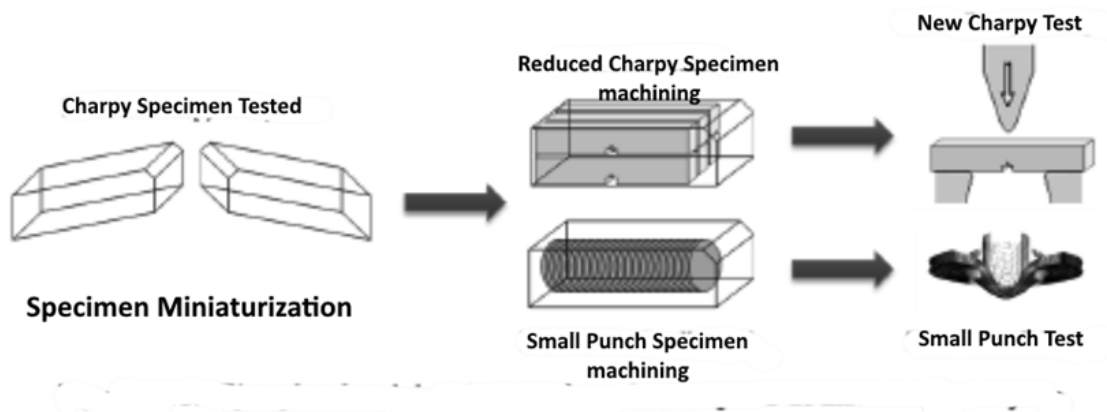 New Charpy Test
Reduced Charpy Specimen
machining
Charpy Specimen Tested
Specimen Miniaturization
Small Punch Specimen
machining
Small Punch Test